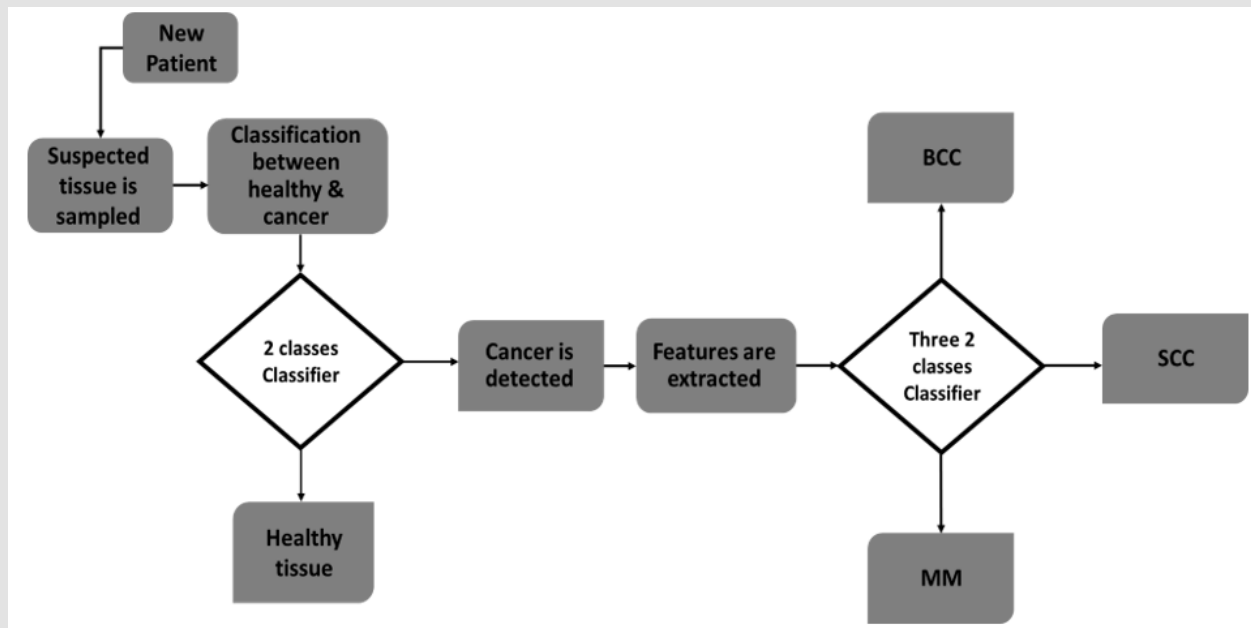 New
Patient
Suspected
tissue is
sampled
Classification
between
healthy &
cancer
2 classes
Classifier
Healthy
tissue
Cancer is
detected
Features are
extracted
Three 2
classes
Classifier
BCC
SCC
MM